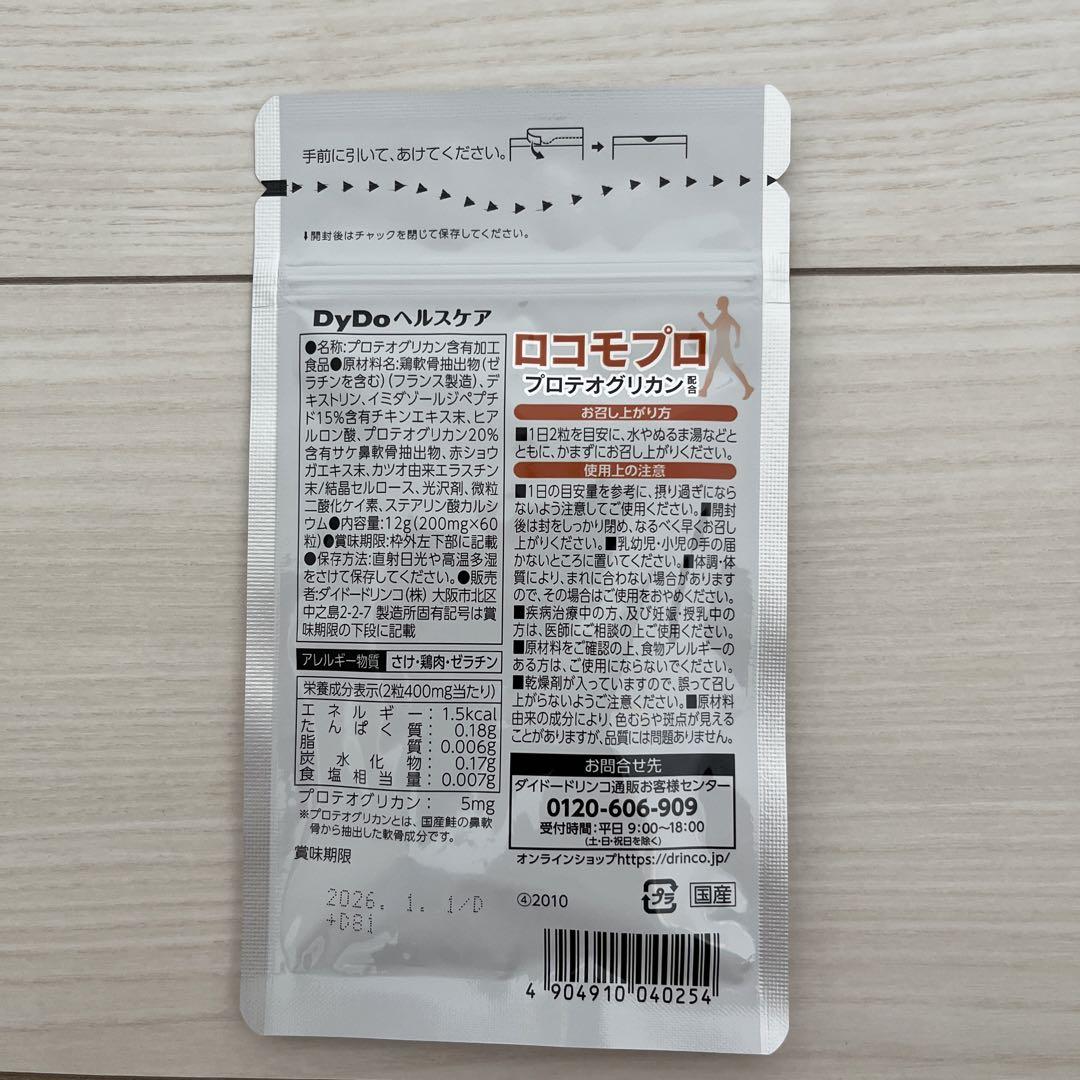 手前に引いて、あけてください。
⬇開封後はチャックを閉じて保存してください。
DyDoヘルスケア
●名称:プロテオグリカン含有加工
食品●原材料名:鶏軟骨抽出物(ゼ
ラチンを含む)(フランス製造)、デ
キストリン、イミダゾールジペプチ
ド15%含有チキンエキス末、ヒア
ルロン酸、プロテオグリカン20%
含有サケ鼻軟骨抽出物、赤ショウ
ガエキス末、カツオ由来エラスチン
末/結晶セルロース、光沢剤、微粒
二酸化ケイ素、ステアリン酸カルシ
ウム●内容量:12g(200mg×60
粒)●賞味期限:枠外左下部に記載
●保存方法:直射日光や高温多湿
をさけて保存してください。●販売
者:ダイドードリンコ(株) 大阪市北区
中之島2-2-7 製造所固有記号は賞
味期限の下段に記載
アレルギー物質 さけ・鶏肉・ゼラチン
栄養成分表示(2粒400mg当たり)
エネルギー:1.5kcal
たんぱく質:0.18g
脂質:0.006g
炭水化物:0.17g
食塩相当量:0.007g
プロテオグリカン: 5mg
※プロテオグリカンとは、国産鮭の鼻軟
骨から抽出した軟骨成分です。
賞味期限
2026. 1. 1/D
+D81
ロコモプロ
プロテオグリカン配合
お召し上がり方
■1日2粒を目安に、水やぬるま湯などと
ともに、かまずにお召し上がりください。
使用上の注意
■1日の目安量を参考に、摂り過ぎになら
ないよう注意してご使用ください。■開封
後は封をしっかり閉め、なるべく早くお召し
上がりください。■乳幼児・小児の手の届
かないところに置いてください。■体調・体
質により、まれに合わない場合があります
ので、その場合はご使用をおやめください。
■疾病治療中の方、及び妊娠・授乳中の
方は、医師にご相談の上ご使用ください。
■原材料をご確認の上、食物アレルギーの
ある方は、ご使用にならないでください。
■乾燥剤が入っていますので、誤って召し
上がらないようご注意ください。■原材料
由来の成分により、色むらや斑点が見える
ことがありますが、品質には問題ありません。
お問合せ先
ダイドードリンコ通販お客様センター
0120-606-909
受付時間:平日 9:00〜18:00
(土・日・祝日を除く)
オンラインショップhttps://drinco.jp/
④2010
プラ
国産
4 904910 040254